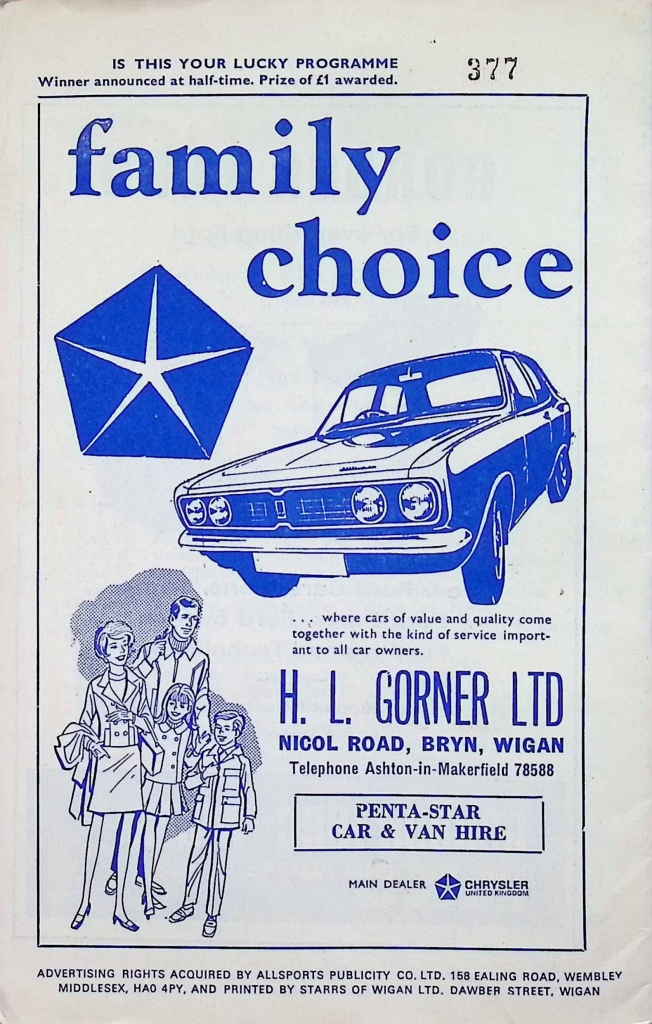 IS THIS YOUR LUCKY PROGRAMME
Winner announced at half-time. Prize of £1 awarded.
377
family
choice
. . . where cars of value and quality come
together with the kind of service import-
ant to all car owners.
H. L. GORNER LTD
NICOL ROAD, BRYN, WIGAN
Telephone Ashton-in-Makerfield 78588
PENTA-STAR
CAR & VAN HIRE
MAIN DEALER CHRYSLER
UNITED KINGDOM
ADVERTISING RIGHTS ACQUIRED BY ALLSPORTS PUBLICITY CO. LTD. 158 EALING ROAD, WEMBLEY
MIDDLESEX, HA0 4PY, AND PRINTED BY STARRS OF WIGAN LTD. DAWBER STREET, WIGAN